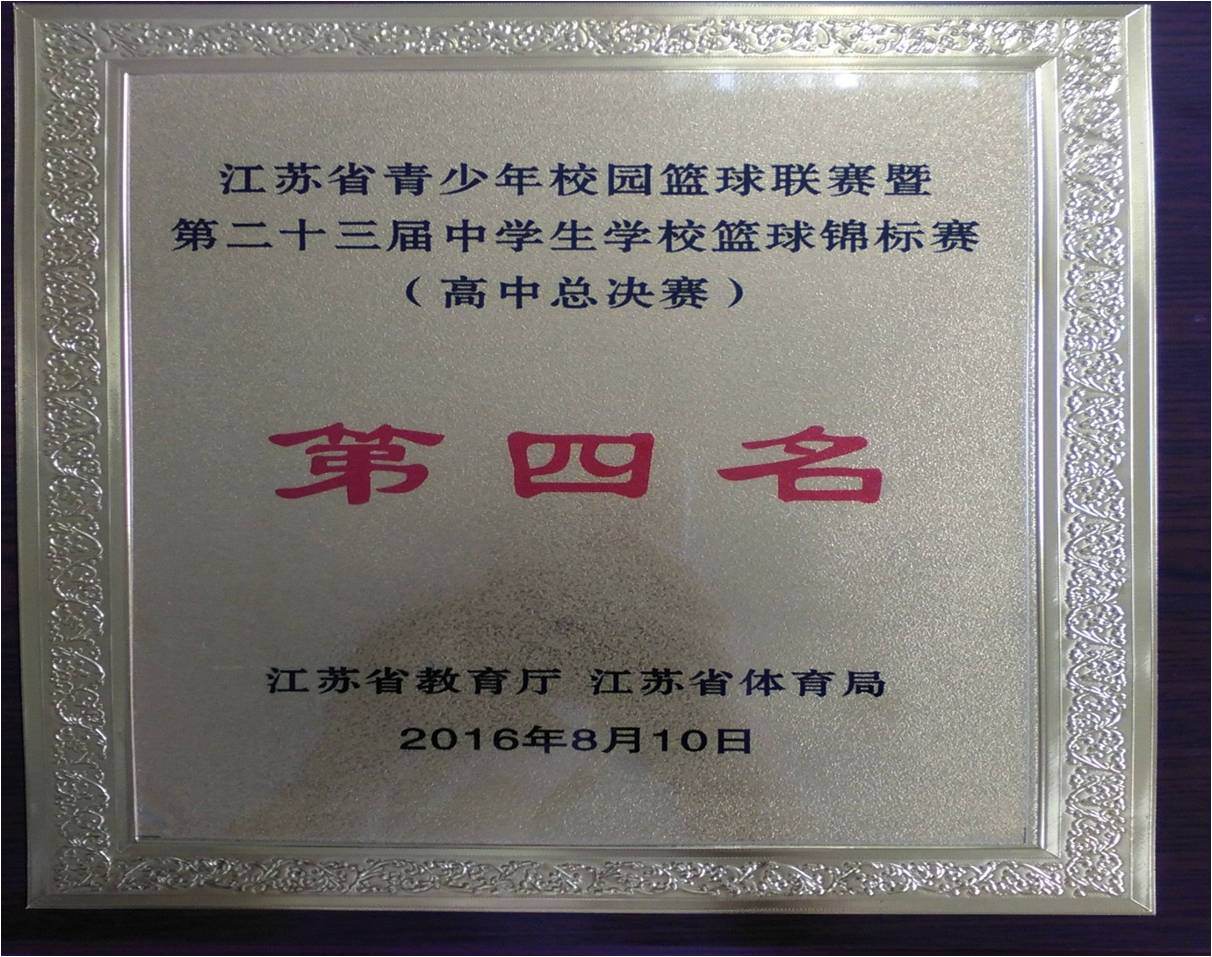 江苏省青少年校园篮球联赛暨
第二十三届中学生学校篮球锦标赛
（高中总决赛）
第四名
江苏省教育厅 江苏省体育局
2016年8月10日